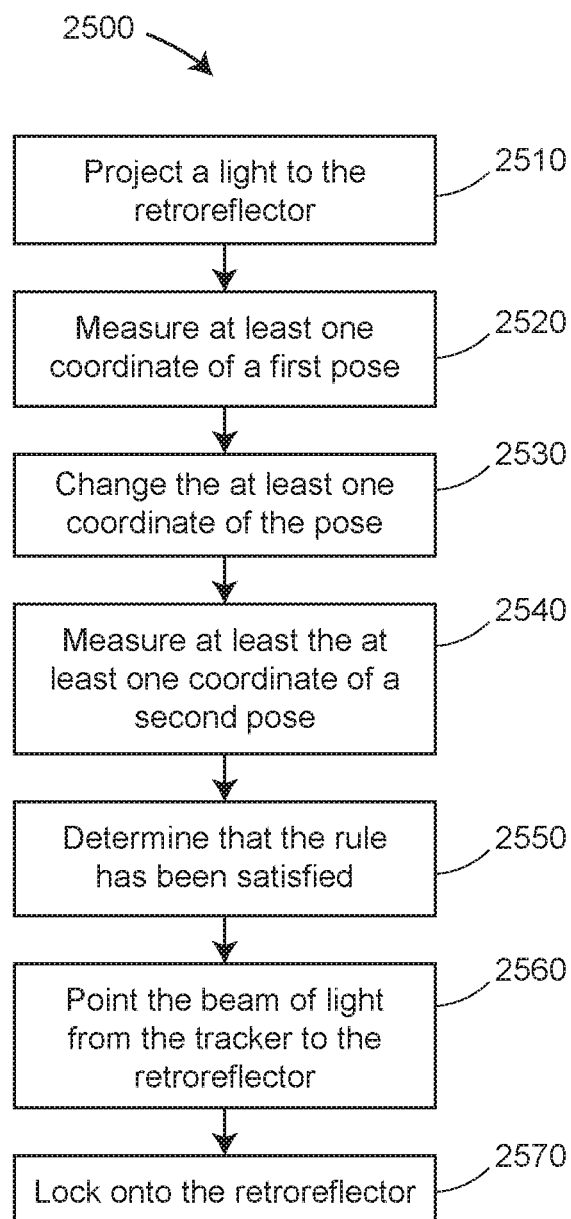 2500
Project a light to the
retroreflector
2510
Measure at least one
coordinate of a first pose
2520
Change the at least one
coordinate of the pose
2530
Measure at least the at
least one coordinate of a
second pose
2540
Determine that the rule
has been satisfied
2550
Point the beam of light
from the tracker to the
retroreflector
2560
Lock onto the retroreflector
2570